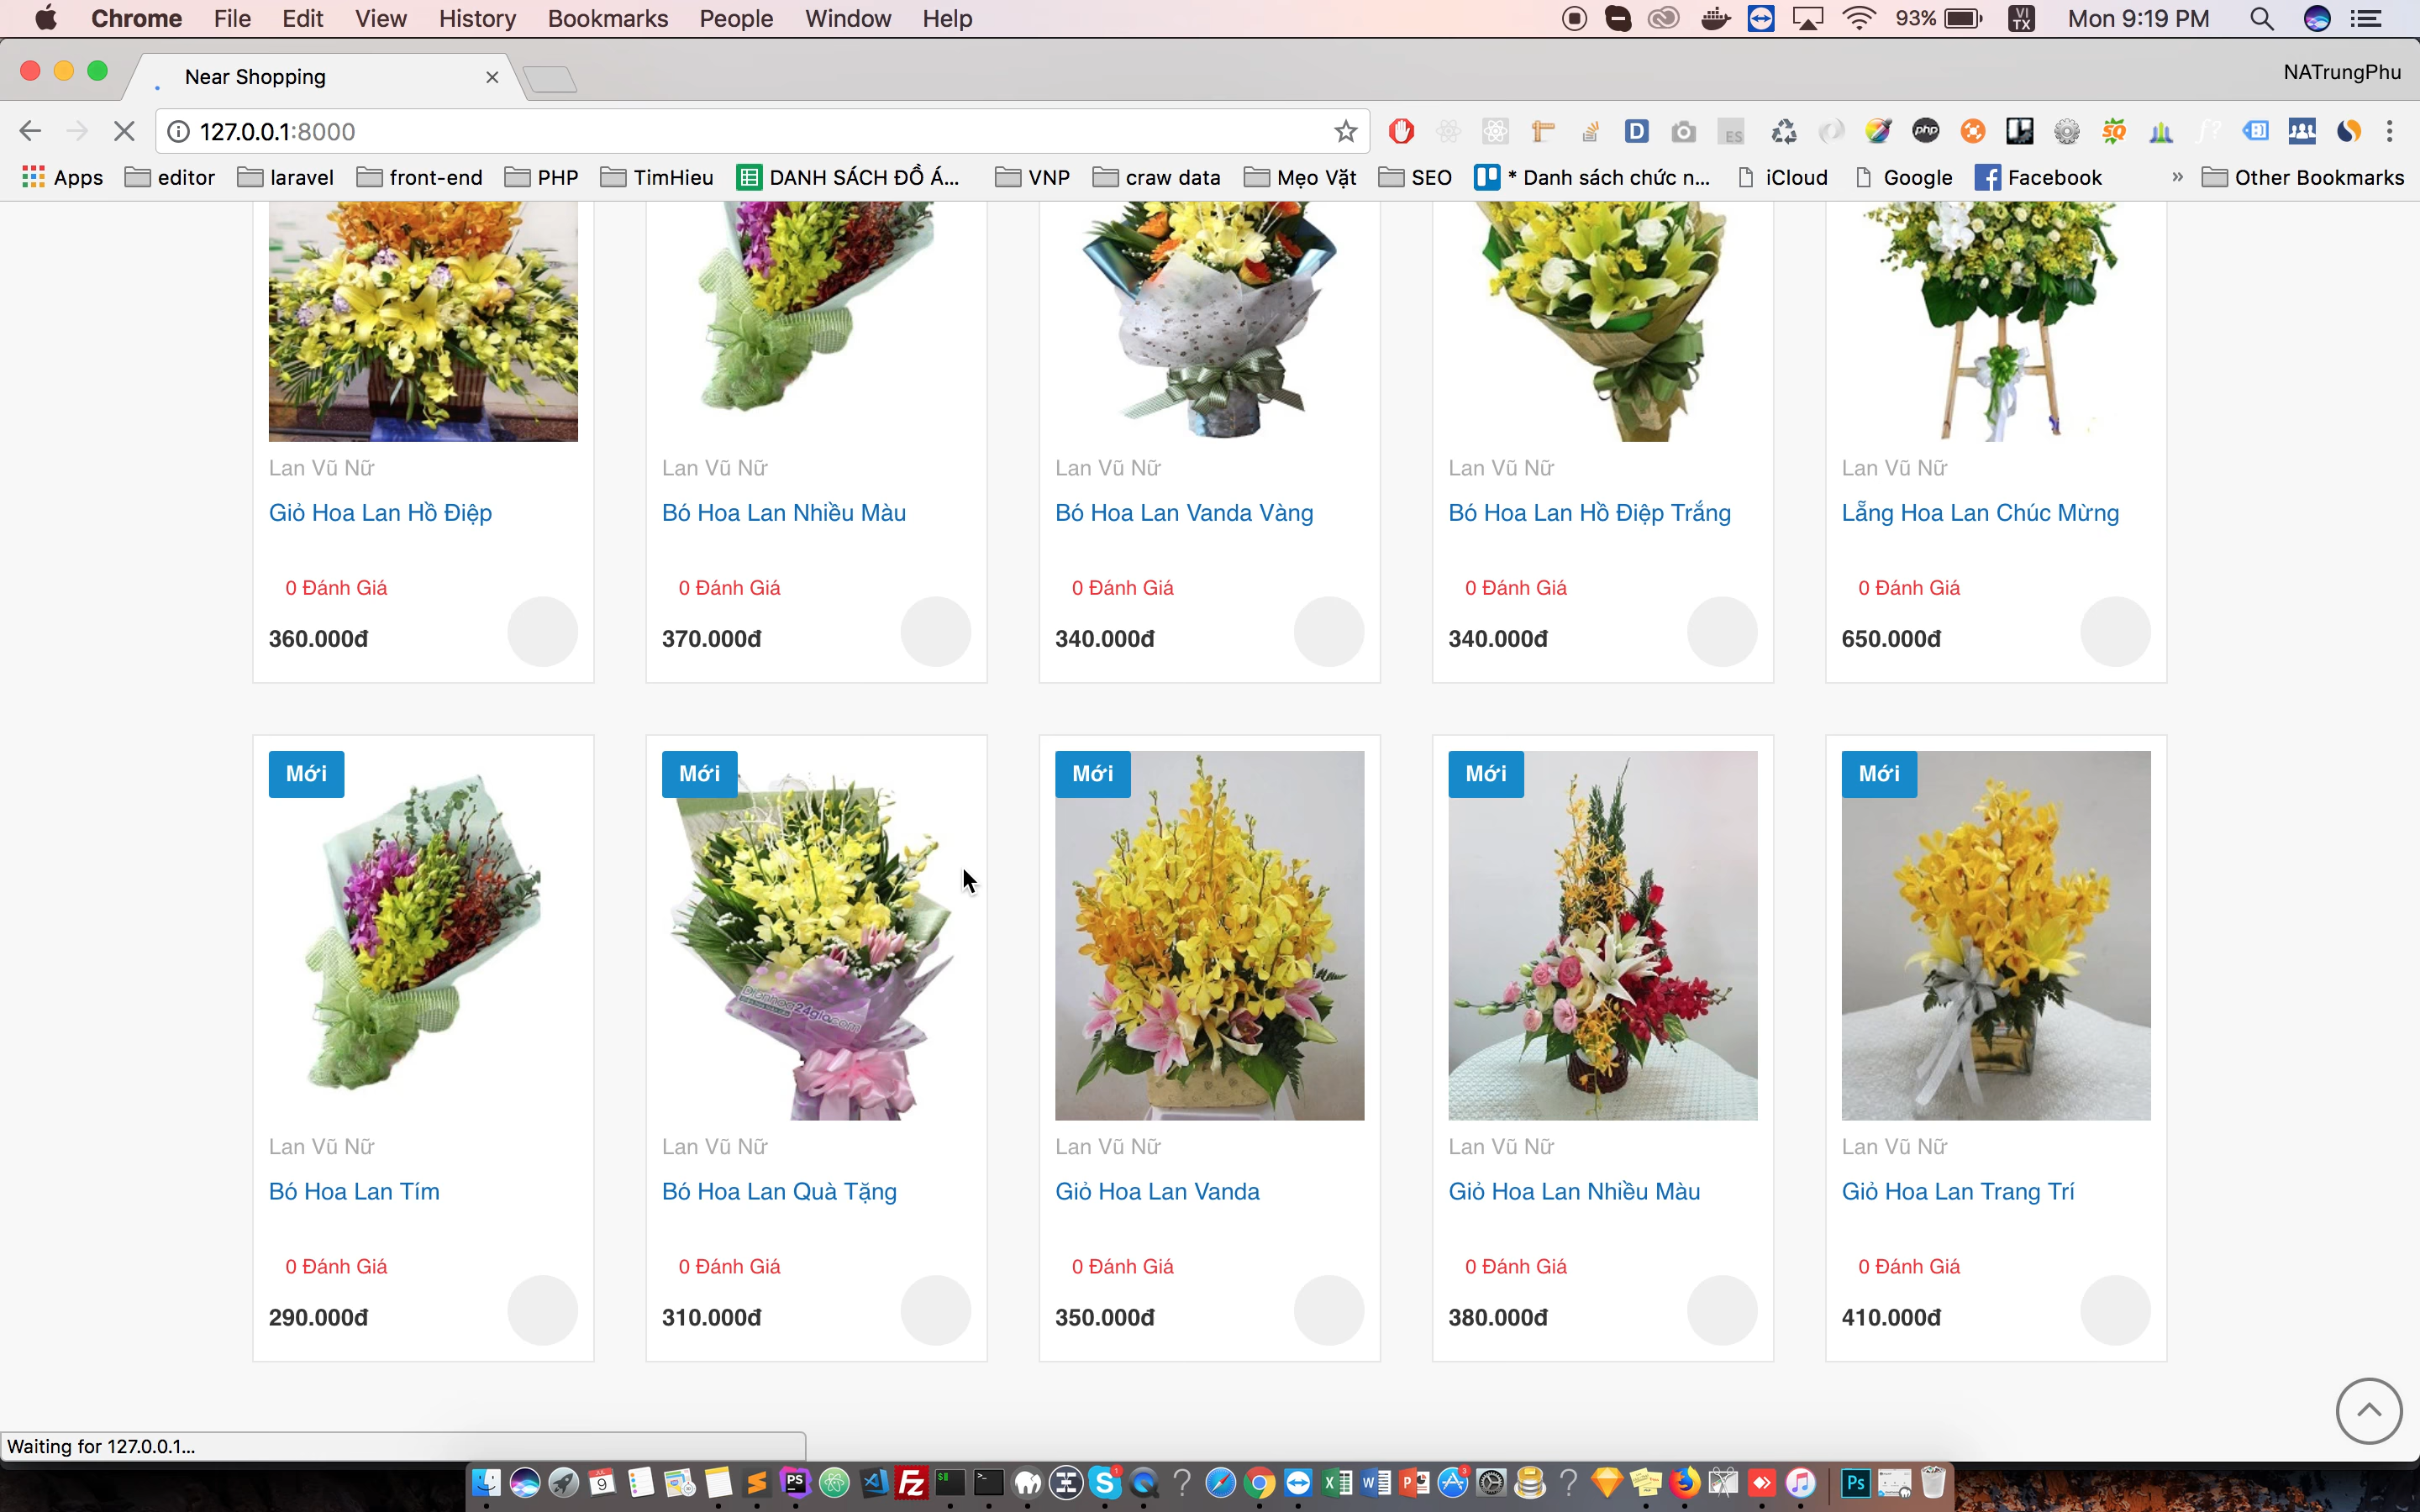 Chrome File Edit View History Bookmarks People Window Help 93% VI TX Mon 9:19 PM
Near Shopping NATrungPhu
127.0.0.1:8000
Apps editor laravel front-end PHP TimHieu DANH SÁCH ĐỒ Á... VNP craw data Mẹo Vặt SEO * Danh sách chức n... iCloud Google Facebook » Other Bookmarks
Lan Vũ Nữ Lan Vũ Nữ Lan Vũ Nữ Lan Vũ Nữ Lan Vũ Nữ
Giỏ Hoa Lan Hồ Điệp Bó Hoa Lan Nhiều Màu Bó Hoa Lan Vanda Vàng Bó Hoa Lan Hồ Điệp Trắng Lẵng Hoa Lan Chúc Mừng
0 Đánh Giá 0 Đánh Giá 0 Đánh Giá 0 Đánh Giá 0 Đánh Giá
360.000đ 370.000đ 340.000đ 340.000đ 650.000đ
Mới Mới Mới Mới Mới
Lan Vũ Nữ Lan Vũ Nữ Lan Vũ Nữ Lan Vũ Nữ Lan Vũ Nữ
Bó Hoa Lan Tím Bó Hoa Lan Quà Tặng Giỏ Hoa Lan Vanda Giỏ Hoa Lan Nhiều Màu Giỏ Hoa Lan Trang Trí
0 Đánh Giá 0 Đánh Giá 0 Đánh Giá 0 Đánh Giá 0 Đánh Giá
290.000đ 310.000đ 350.000đ 380.000đ 410.000đ
Waiting for 127.0.0.1...